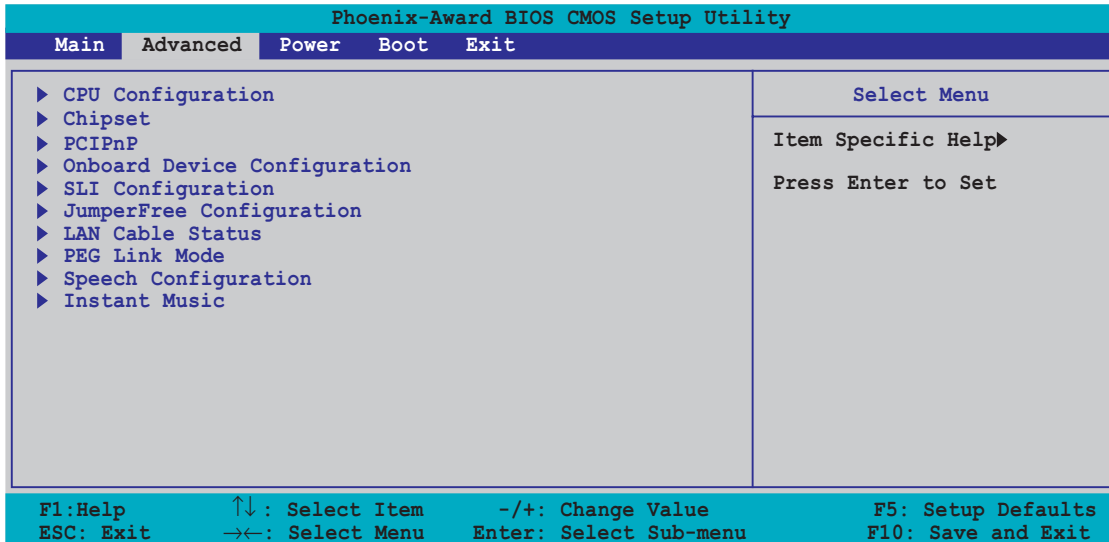 Phoenix-Award BIOS CMOS Setup Utility
Main Advanced Power Boot Exit
▶ CPU Configuration
▶ Chipset
▶ PCIPnP
▶ Onboard Device Configuration
▶ SLI Configuration
▶ JumperFree Configuration
▶ LAN Cable Status
▶ PEG Link Mode
▶ Speech Configuration
▶ Instant Music
Select Menu
Item Specific Help▶
Press Enter to Set
F1:Help ↑↓: Select Item -/+: Change Value F5: Setup Defaults
ESC: Exit →←: Select Menu Enter: Select Sub-menu F10: Save and Exit